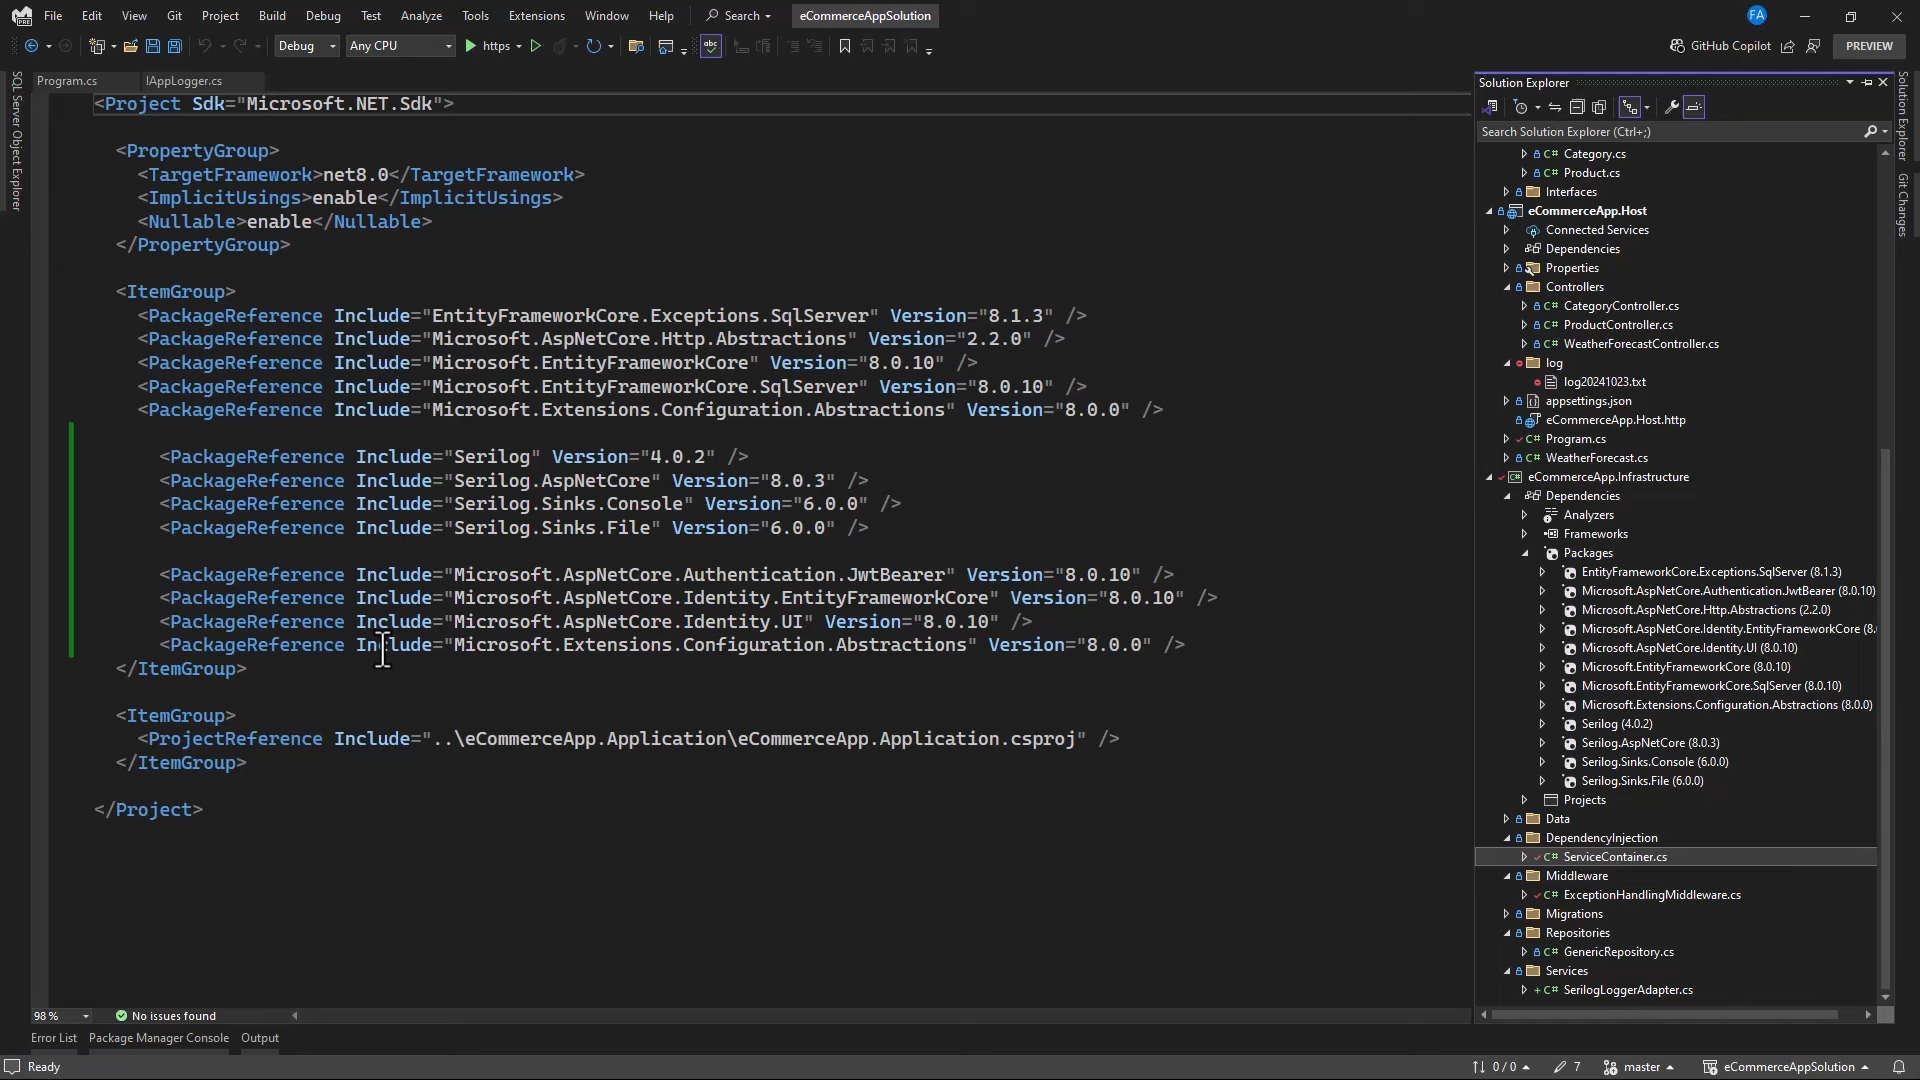 File Edit View Git Project Build Debug Test Analyze Tools Extensions Window Help Search eCommerceAppSolution FA
Debug Any CPU https GitHub Copilot PREVIEW
SQL Server Object Explorer
Program.cs IAppLogger.cs
<Project Sdk="Microsoft.NET.Sdk">
<PropertyGroup>
<TargetFramework>net8.0</TargetFramework>
<ImplicitUsings>enable</ImplicitUsings>
<Nullable>enable</Nullable>
</PropertyGroup>
<ItemGroup>
<PackageReference Include="EntityFrameworkCore.Exceptions.SqlServer" Version="8.1.3" />
<PackageReference Include="Microsoft.AspNetCore.Http.Abstractions" Version="2.2.0" />
<PackageReference Include="Microsoft.EntityFrameworkCore" Version="8.0.10" />
<PackageReference Include="Microsoft.EntityFrameworkCore.SqlServer" Version="8.0.10" />
<PackageReference Include="Microsoft.Extensions.Configuration.Abstractions" Version="8.0.0" />
<PackageReference Include="Serilog" Version="4.0.2" />
<PackageReference Include="Serilog.AspNetCore" Version="8.0.3" />
<PackageReference Include="Serilog.Sinks.Console" Version="6.0.0" />
<PackageReference Include="Serilog.Sinks.File" Version="6.0.0" />
<PackageReference Include="Microsoft.AspNetCore.Authentication.JwtBearer" Version="8.0.10" />
<PackageReference Include="Microsoft.AspNetCore.Identity.EntityFrameworkCore" Version="8.0.10" />
<PackageReference Include="Microsoft.AspNetCore.Identity.UI" Version="8.0.10" />
<PackageReference Include="Microsoft.Extensions.Configuration.Abstractions" Version="8.0.0" />
</ItemGroup>
<ItemGroup>
<ProjectReference Include="..\eCommerceApp.Application\eCommerceApp.Application.csproj" />
</ItemGroup>
</Project>
98 % No issues found
Error List Package Manager Console Output
Solution Explorer
Search Solution Explorer (Ctrl+;)
C# Category.cs
C# Product.cs
Interfaces
eCommerceApp.Host
Connected Services
Dependencies
Properties
Controllers
C# CategoryController.cs
C# ProductController.cs
C# WeatherForecastController.cs
log
log20241023.txt
appsettings.json
eCommerceApp.Host.http
C# Program.cs
C# WeatherForecast.cs
C# eCommerceApp.Infrastructure
Dependencies
Analyzers
Frameworks
Packages
EntityFrameworkCore.Exceptions.SqlServer (8.1.3)
Microsoft.AspNetCore.Authentication.JwtBearer (8.0.10)
Microsoft.AspNetCore.Http.Abstractions (2.2.0)
Microsoft.AspNetCore.Identity.EntityFrameworkCore (8.
Microsoft.AspNetCore.Identity.UI (8.0.10)
Microsoft.EntityFrameworkCore (8.0.10)
Microsoft.EntityFrameworkCore.SqlServer (8.0.10)
Microsoft.Extensions.Configuration.Abstractions (8.0.0)
Serilog (4.0.2)
Serilog.AspNetCore (8.0.3)
Serilog.Sinks.Console (6.0.0)
Serilog.Sinks.File (6.0.0)
Projects
Data
DependencyInjection
C# ServiceContainer.cs
Middleware
C# ExceptionHandlingMiddleware.cs
Migrations
Repositories
C# GenericRepository.cs
Services
C# SerilogLoggerAdapter.cs
Solution Explorer
Git Changes
Ready 0 / 0 7 master eCommerceAppSolution